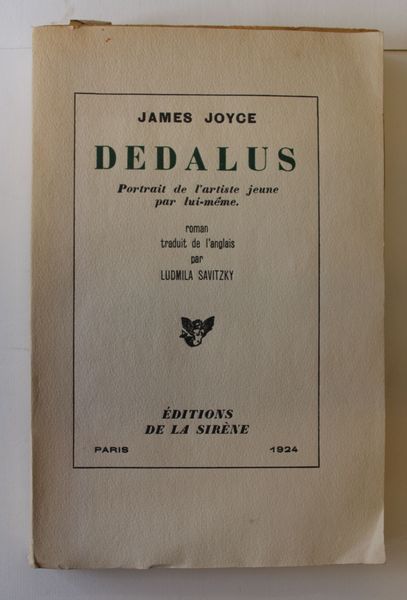 JAMES JOYCE
DEDALUS
Portrait de l'artiste jeune
par lui-même.
roman
traduit de l'anglais
par
LUDMILA SAVITZKY
ÉDITIONS
DE LA SIRÈNE
PARIS 1924